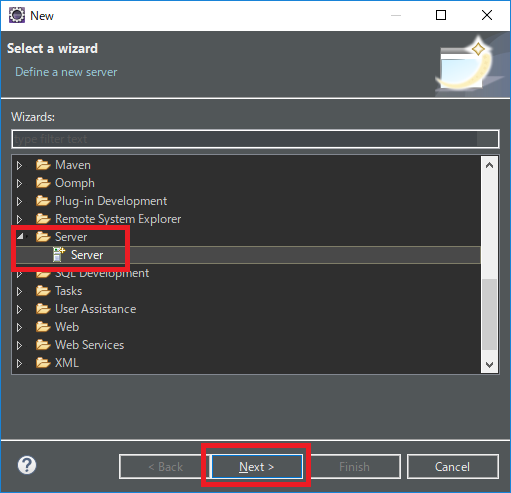 New
Select a wizard
Define a new server
Wizards:
type filter text
Maven
Oomph
Plug-in Development
Remote System Explorer
Server
Server
SQL Development
Tasks
User Assistance
Web
Web Services
XML
?
< Back
Next >
Finish
Cancel